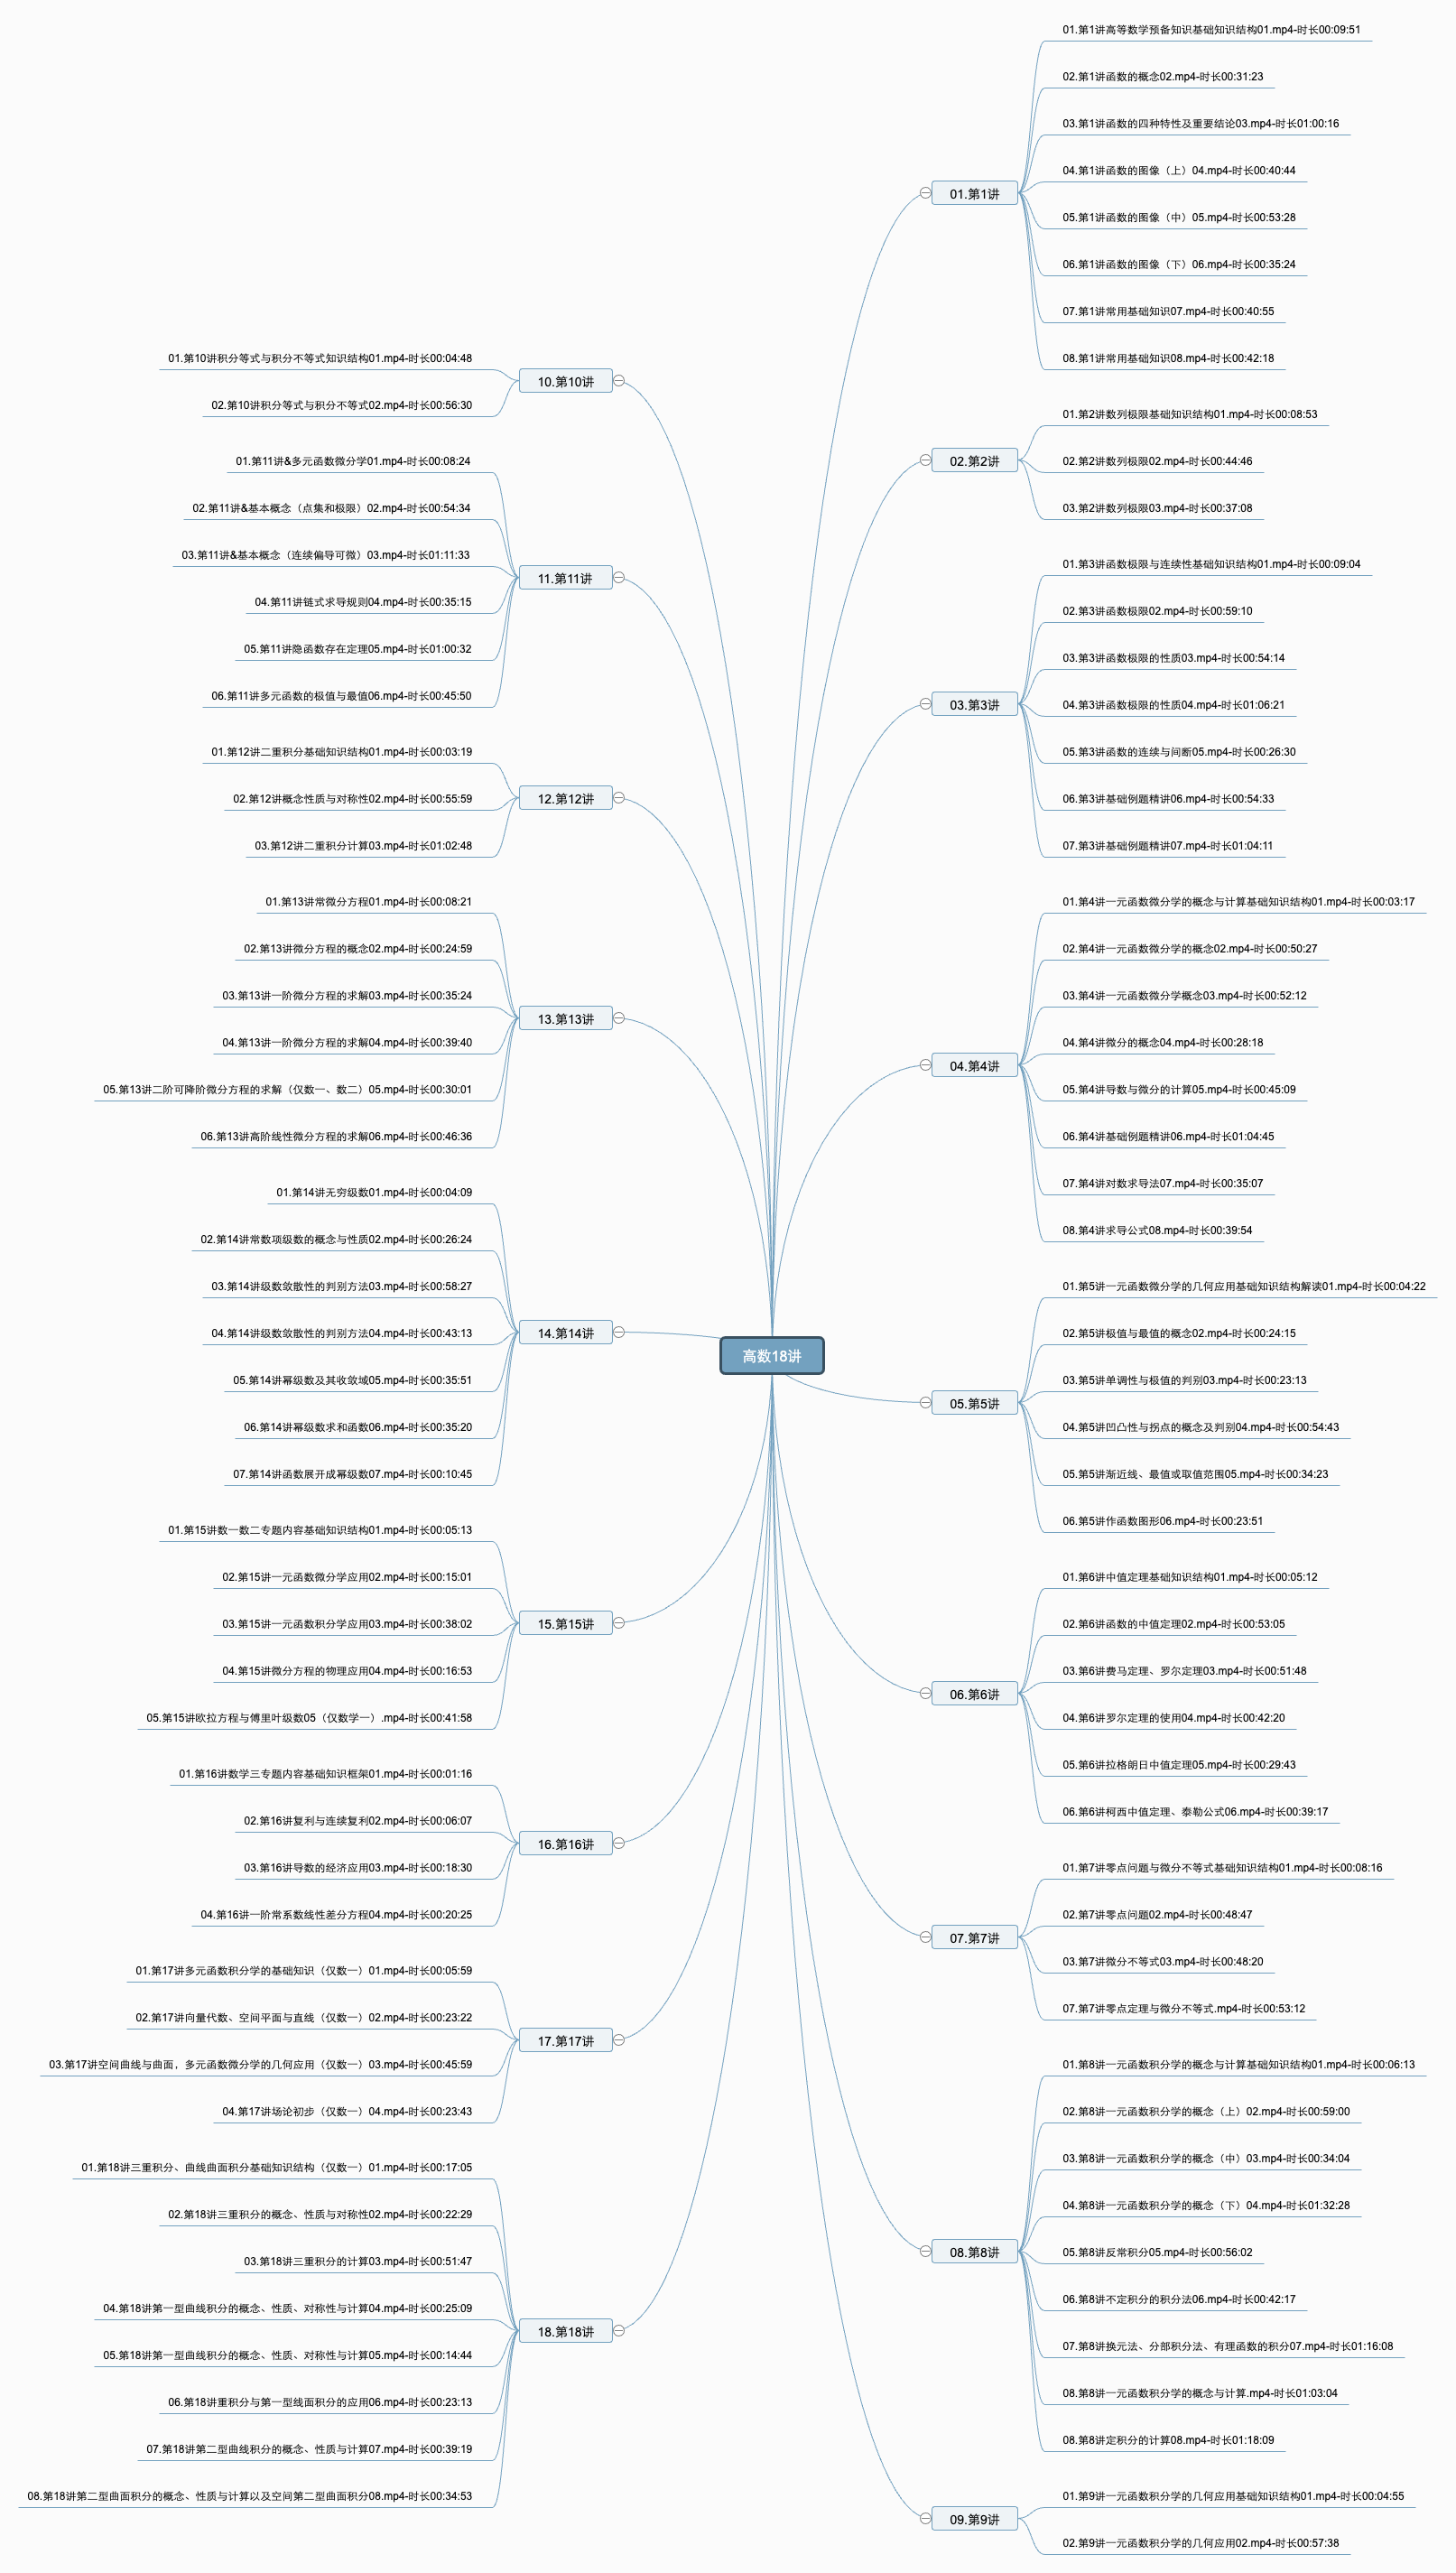 高数18讲
01.第1讲
01.第1讲高等数学预备知识基础知识结构01.mp4-时长00:09:51
02.第1讲函数的概念02.mp4-时长00:31:23
03.第1讲函数的四种特性及重要结论03.mp4-时长01:00:16
04.第1讲函数的图像（上）04.mp4-时长00:40:44
05.第1讲函数的图像（中）05.mp4-时长00:53:28
06.第1讲函数的图像（下）06.mp4-时长00:35:24
07.第1讲常用基础知识07.mp4-时长00:40:55
08.第1讲常用基础知识08.mp4-时长00:42:18
02.第2讲
01.第2讲数列极限基础知识结构01.mp4-时长00:08:53
02.第2讲数列极限02.mp4-时长00:44:46
03.第2讲数列极限03.mp4-时长00:37:08
03.第3讲
01.第3讲函数极限与连续性基础知识结构01.mp4-时长00:09:04
02.第3讲函数极限02.mp4-时长00:59:10
03.第3讲函数极限的性质03.mp4-时长00:54:14
04.第3讲函数极限的性质04.mp4-时长01:06:21
05.第3讲函数的连续与间断05.mp4-时长00:26:30
06.第3讲基础例题精讲06.mp4-时长00:54:33
07.第3讲基础例题精讲07.mp4-时长01:04:11
04.第4讲
01.第4讲一元函数微分学的概念与计算基础知识结构01.mp4-时长00:03:17
02.第4讲一元函数微分学的概念02.mp4-时长00:50:27
03.第4讲一元函数微分学概念03.mp4-时长00:52:12
04.第4讲微分的概念04.mp4-时长00:28:18
05.第4讲导数与微分的计算05.mp4-时长00:45:09
06.第4讲基础例题精讲06.mp4-时长01:04:45
07.第4讲对数求导法07.mp4-时长00:35:07
08.第4讲求导公式08.mp4-时长00:39:54
05.第5讲
01.第5讲一元函数微分学的几何应用基础知识结构解读01.mp4-时长00:04:22
02.第5讲极值与最值的概念02.mp4-时长00:24:15
03.第5讲单调性与极值的判别03.mp4-时长00:23:13
04.第5讲凹凸性与拐点的概念及判别04.mp4-时长00:54:43
05.第5讲渐近线、最值或取值范围05.mp4-时长00:34:23
06.第5讲作函数图形06.mp4-时长00:23:51
06.第6讲
01.第6讲中值定理基础知识结构01.mp4-时长00:05:12
02.第6讲函数的中值定理02.mp4-时长00:53:05
03.第6讲费马定理、罗尔定理03.mp4-时长00:51:48
04.第6讲罗尔定理的使用04.mp4-时长00:42:20
05.第6讲拉格朗日中值定理05.mp4-时长00:29:43
06.第6讲柯西中值定理、泰勒公式06.mp4-时长00:39:17
07.第7讲
01.第7讲零点问题与微分不等式基础知识结构01.mp4-时长00:08:16
02.第7讲零点问题02.mp4-时长00:48:47
03.第7讲微分不等式03.mp4-时长00:48:20
07.第7讲零点定理与微分不等式.mp4-时长00:53:12
08.第8讲
01.第8讲一元函数积分学的概念与计算基础知识结构01.mp4-时长00:06:13
02.第8讲一元函数积分学的概念（上）02.mp4-时长00:59:00
03.第8讲一元函数积分学的概念（中）03.mp4-时长00:34:04
04.第8讲一元函数积分学的概念（下）04.mp4-时长01:32:28
05.第8讲反常积分05.mp4-时长00:56:02
06.第8讲不定积分的积分法06.mp4-时长00:42:17
07.第8讲换元法、分部积分法、有理函数的积分07.mp4-时长01:16:08
08.第8讲一元函数积分学的概念与计算.mp4-时长01:03:04
08.第8讲定积分的计算08.mp4-时长01:18:09
09.第9讲
01.第9讲一元函数积分学的几何应用基础知识结构01.mp4-时长00:04:55
02.第9讲一元函数积分学的几何应用02.mp4-时长00:57:38
10.第10讲
01.第10讲积分等式与积分不等式知识结构01.mp4-时长00:04:48
02.第10讲积分等式与积分不等式02.mp4-时长00:56:30
11.第11讲
01.第11讲&多元函数微分学01.mp4-时长00:08:24
02.第11讲&基本概念（点集和极限）02.mp4-时长00:54:34
03.第11讲&基本概念（连续偏导可微）03.mp4-时长01:11:33
04.第11讲链式求导规则04.mp4-时长00:35:15
05.第11讲隐函数存在定理05.mp4-时长01:00:32
06.第11讲多元函数的极值与最值06.mp4-时长00:45:50
12.第12讲
01.第12讲二重积分基础知识结构01.mp4-时长00:03:19
02.第12讲概念性质与对称性02.mp4-时长00:55:59
03.第12讲二重积分计算03.mp4-时长01:02:48
13.第13讲
01.第13讲常微分方程01.mp4-时长00:08:21
02.第13讲微分方程的概念02.mp4-时长00:24:59
03.第13讲一阶微分方程的求解03.mp4-时长00:35:24
04.第13讲一阶微分方程的求解04.mp4-时长00:39:40
05.第13讲二阶可降阶微分方程的求解（仅数一、数二）05.mp4-时长00:30:01
06.第13讲高阶线性微分方程的求解06.mp4-时长00:46:36
14.第14讲
01.第14讲无穷级数01.mp4-时长00:04:09
02.第14讲常数项级数的概念与性质02.mp4-时长00:26:24
03.第14讲级数敛散性的判别方法03.mp4-时长00:58:27
04.第14讲级数敛散性的判别方法04.mp4-时长00:43:13
05.第14讲幂级数及其收敛域05.mp4-时长00:35:51
06.第14讲幂级数求和函数06.mp4-时长00:35:20
07.第14讲函数展开成幂级数07.mp4-时长00:10:45
15.第15讲
01.第15讲数一数二专题内容基础知识结构01.mp4-时长00:05:13
02.第15讲一元函数微分学应用02.mp4-时长00:15:01
03.第15讲一元函数积分学应用03.mp4-时长00:38:02
04.第15讲微分方程的物理应用04.mp4-时长00:16:53
05.第15讲欧拉方程与傅里叶级数05（仅数学一）.mp4-时长00:41:58
16.第16讲
01.第16讲数学三专题内容基础知识框架01.mp4-时长00:01:16
02.第16讲复利与连续复利02.mp4-时长00:06:07
03.第16讲导数的经济应用03.mp4-时长00:18:30
04.第16讲一阶常系数线性差分方程04.mp4-时长00:20:25
17.第17讲
01.第17讲多元函数积分学的基础知识（仅数一）01.mp4-时长00:05:59
02.第17讲向量代数、空间平面与直线（仅数一）02.mp4-时长00:23:22
03.第17讲空间曲线与曲面，多元函数微分学的几何应用（仅数一）03.mp4-时长00:45:59
04.第17讲场论初步（仅数一）04.mp4-时长00:23:43
18.第18讲
01.第18讲三重积分、曲线曲面积分基础知识结构（仅数一）01.mp4-时长00:17:05
02.第18讲三重积分的概念、性质与对称性02.mp4-时长00:22:29
03.第18讲三重积分的计算03.mp4-时长00:51:47
04.第18讲第一型曲线积分的概念、性质、对称性与计算04.mp4-时长00:25:09
05.第18讲第一型曲线积分的概念、性质、对称性与计算05.mp4-时长00:14:44
06.第18讲重积分与第一型线面积分的应用06.mp4-时长00:23:13
07.第18讲第二型曲线积分的概念、性质与计算07.mp4-时长00:39:19
08.第18讲第二型曲面积分的概念、性质与计算以及空间第二型曲面积分08.mp4-时长00:34:53